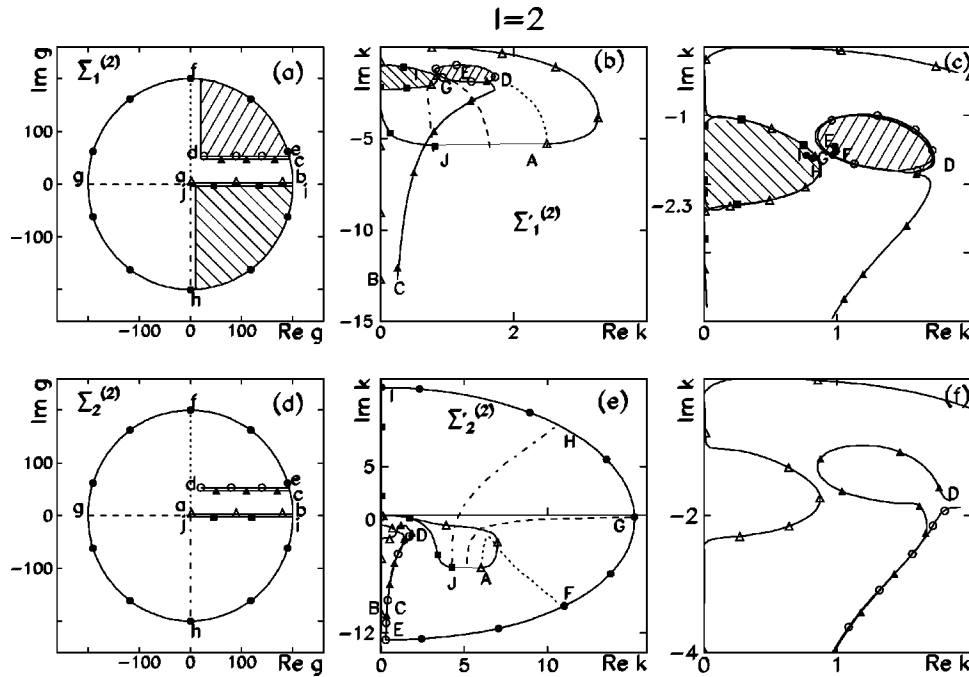 l=2
Im g
Σ₁⁽²⁾
(a)
f
100
0
-100
g
d
e
c
a
b
j
i
h
-100
0
100
Re g
Im k
(b)
I
E
D
G
-5
J
A
-10
Σ'₁⁽²⁾
B
C
-15
2
Re k
Im k
(c)
-1
E
F
I
G
H
D
-2.3
0
1
Re k
Im g
Σ₂⁽²⁾
(d)
f
100
0
-100
g
d
e
c
a
b
j
i
h
-100
0
100
Re g
Im k
I
Σ'₂⁽²⁾
(e)
H
5
0
G
D
J
A
F
B
C
E
-12
0
5
10
Re k
Im k
(f)
D
-2
-4
0
1
Re k